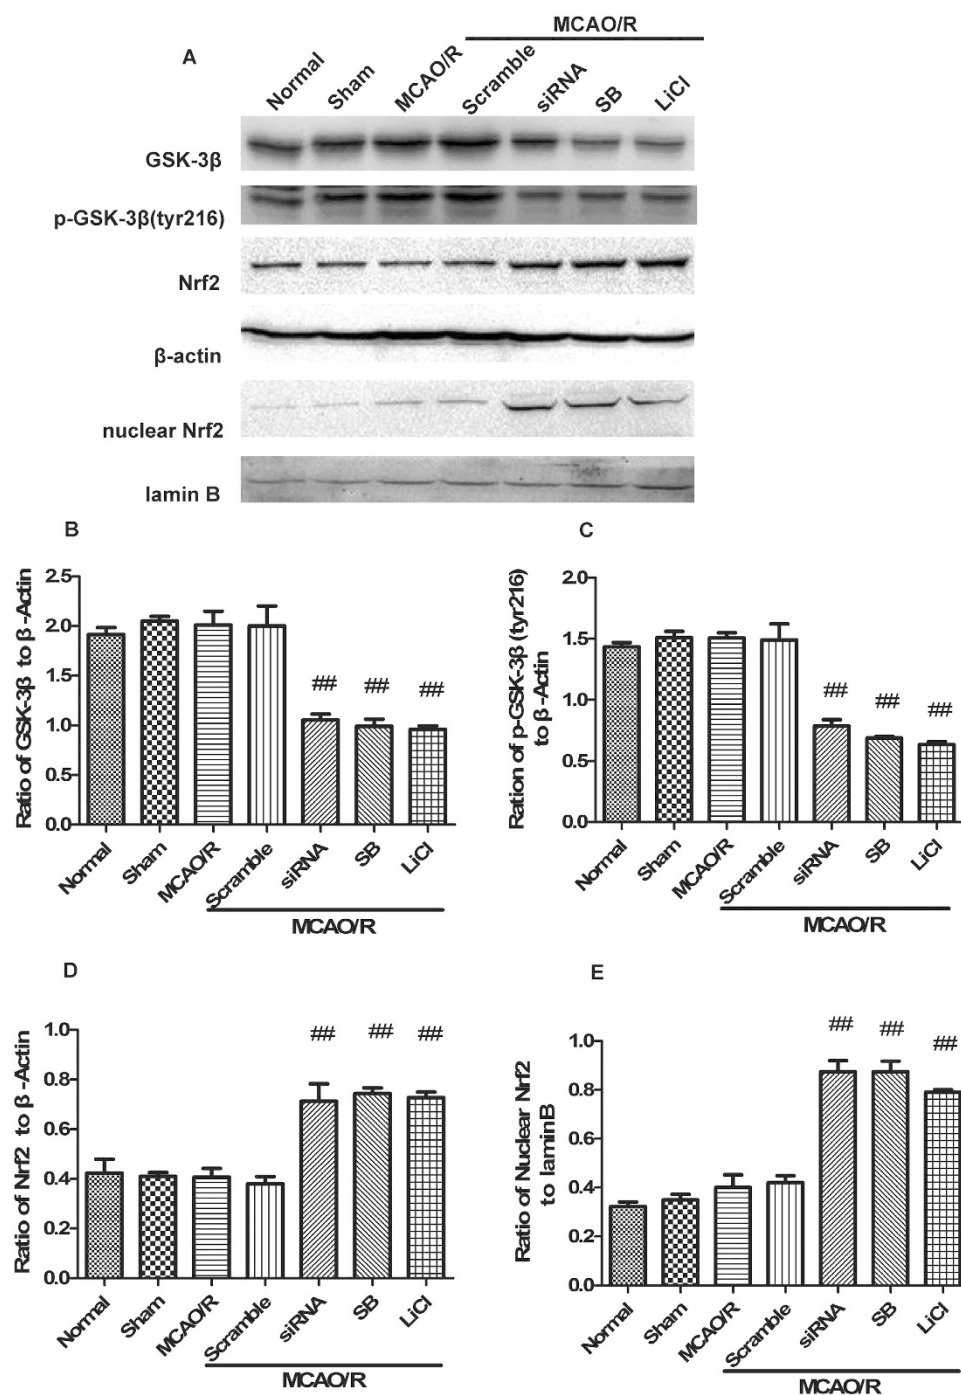 MCAO/R
A
Normal Sham MCAO/R Scramble siRNA SB LiCl
GSK-3β
p-GSK-3β(tyr216)
Nrf2
β-actin
nuclear Nrf2
lamin B
B
Ratio of GSK-3β to β-Actin
2.5
2.0
1.5
1.0
0.5
0.0
## ## ##
Normal Sham MCAO/R Scramble siRNA SB LiCl
MCAO/R
C
Ration of p-GSK-3β (tyr216)
to β-Actin
2.0
1.5
1.0
0.5
0.0
## ## ##
Normal Sham MCAO/R Scramble siRNA SB LiCl
MCAO/R
D
Ratio of Nrf2 to β-Actin
1.0
0.8
0.6
0.4
0.2
0.0
## ## ##
Normal Sham MCAO/R Scramble siRNA SB LiCl
MCAO/R
E
Ratio of Nuclear Nrf2
to laminB
1.0
0.8
0.6
0.4
0.2
0.0
## ## ##
Normal Sham MCAO/R Scramble siRNA SB LiCl
MCAO/R